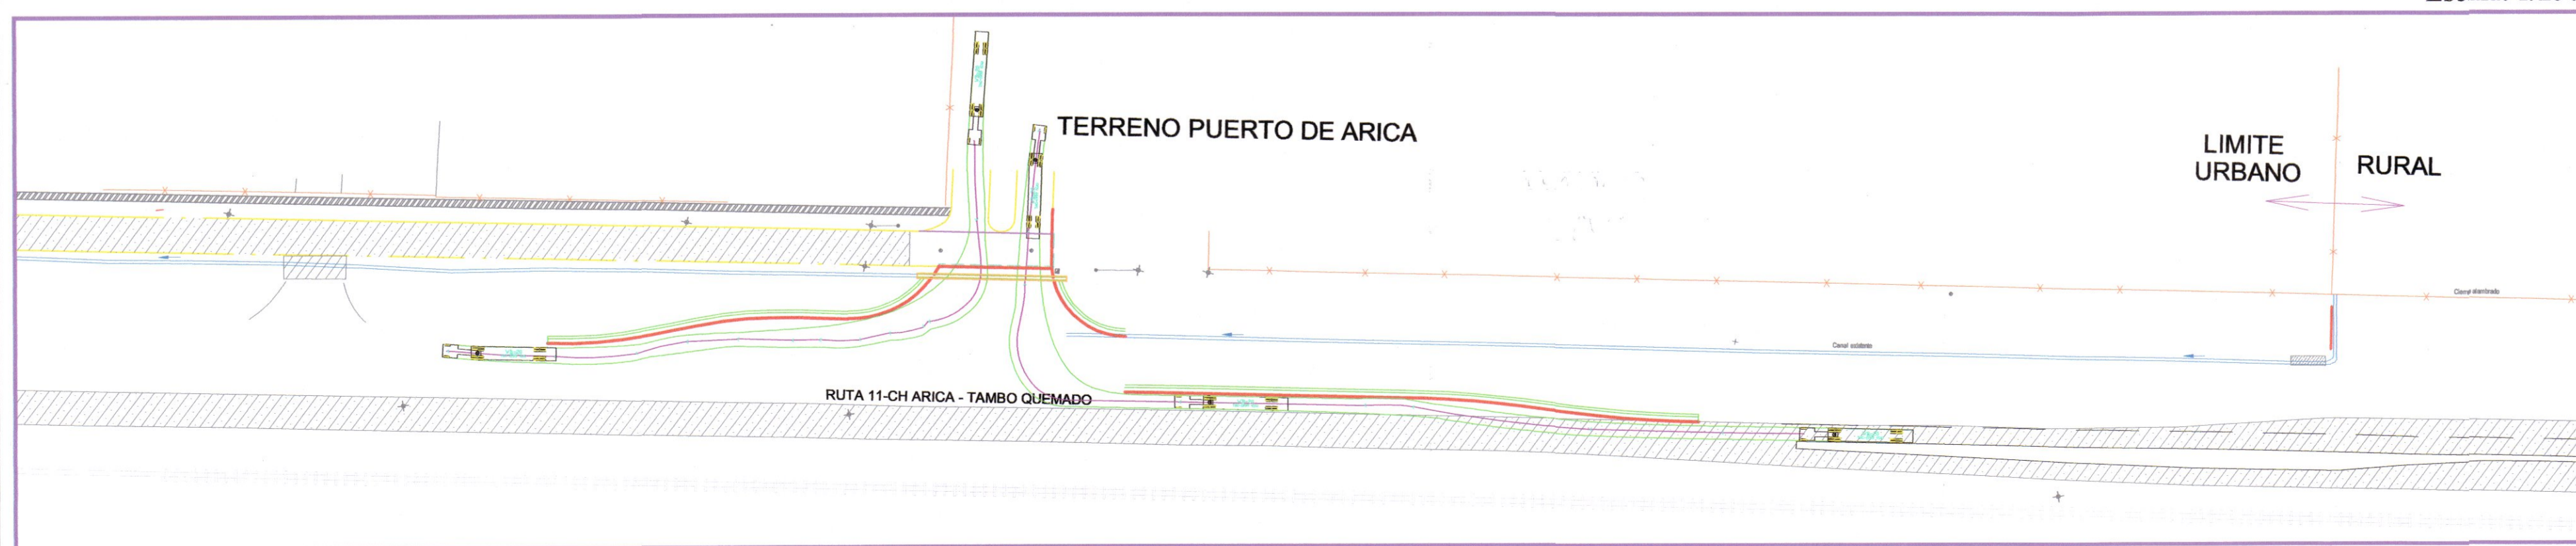 TERRENO PUERTO DE ARICA
LIMITE
URBANO
RURAL
Cierre alambrado
Canal existente
RUTA 11-CH ARICA - TAMBO QUEMADO